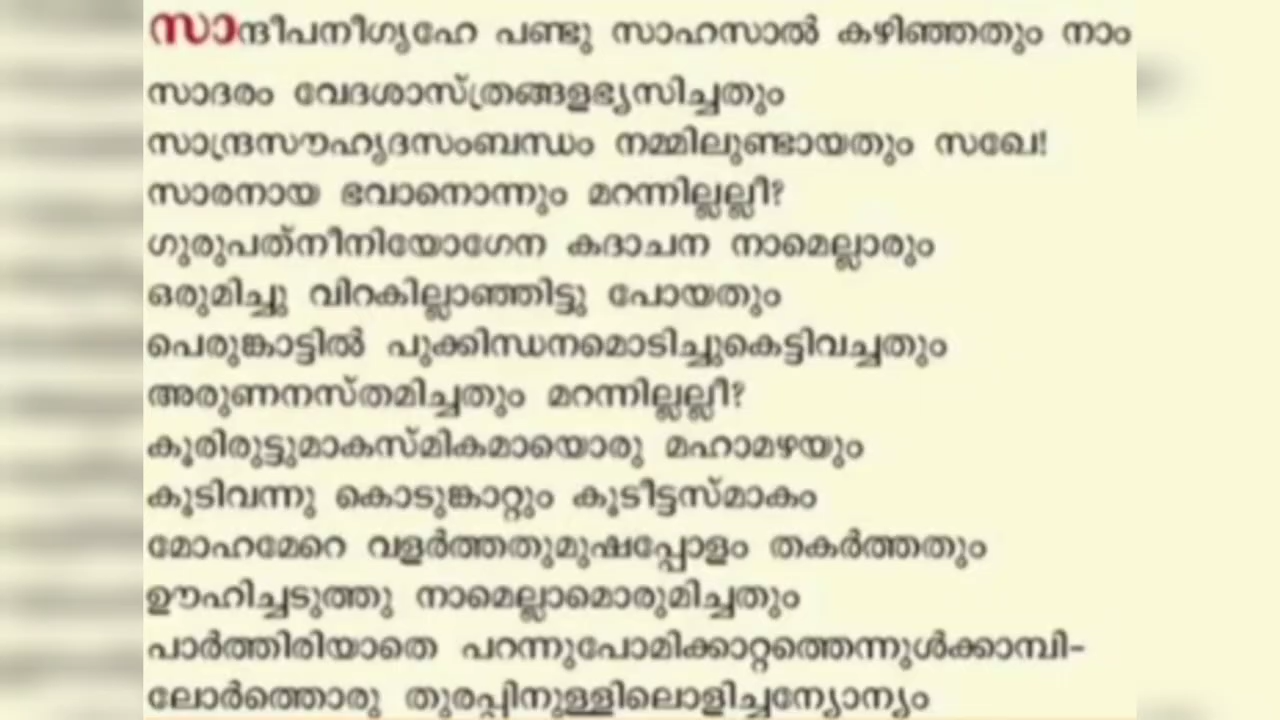 സാന്ദീപനീഗൃഹേ പണ്ടു സാഹസാൽ കഴിഞ്ഞതും നാം
സാദരം വേദശാസ്ത്രങ്ങളഭ്യസിച്ചതും
സാന്ദ്രസൗഹൃദസംബന്ധം നമ്മിലുണ്ടായതും സഖേ!
സാരനായ ഭവാനൊന്നും മറന്നില്ലല്ലീ?
ഗുരുപത്നീനിയോഗേന കദാചന നാമെല്ലാരും
ഒരുമിച്ചു വിറകില്ലാഞ്ഞിട്ടു പോയതും
പെരുങ്കാട്ടിൽ പുക്കിന്ധനമൊടിച്ചുകെട്ടിവച്ചതും
അരുണനസ്തമിച്ചതും മറന്നില്ലല്ലീ?
കൂരിരുട്ടുമാകസ്മികമായൊരു മഹാമഴയും
കൂടിവന്നു കൊടുങ്കാറ്റും കൂടീട്ടസ്മാകം
മോഹമേറെ വളർത്തതുമുഷപ്പോളം തകർത്തതും
ഊഹിച്ചടുത്തു നാമെല്ലാമൊരുമിച്ചതും
പാർത്തിരിയാതെ പറന്നുപോമിക്കാറ്റത്തെന്നുൾക്കാമ്പി-
ലോർത്തൊരു തുരപ്പിനുള്ളിലൊളിച്ചന്യോന്യം